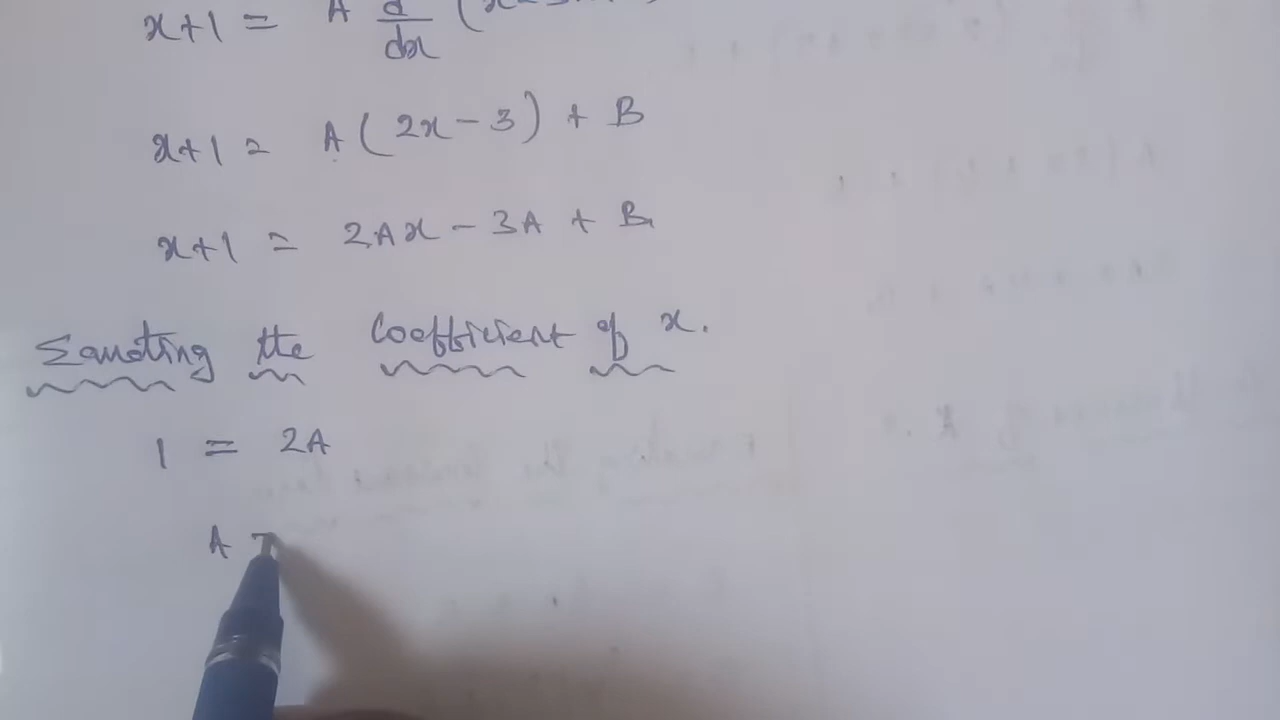 x+1 = A d/dx (x
x+1 = A(2x-3) + B
x+1 = 2Ax - 3A + B
Equating the coefficient of x.
1 = 2A
A =